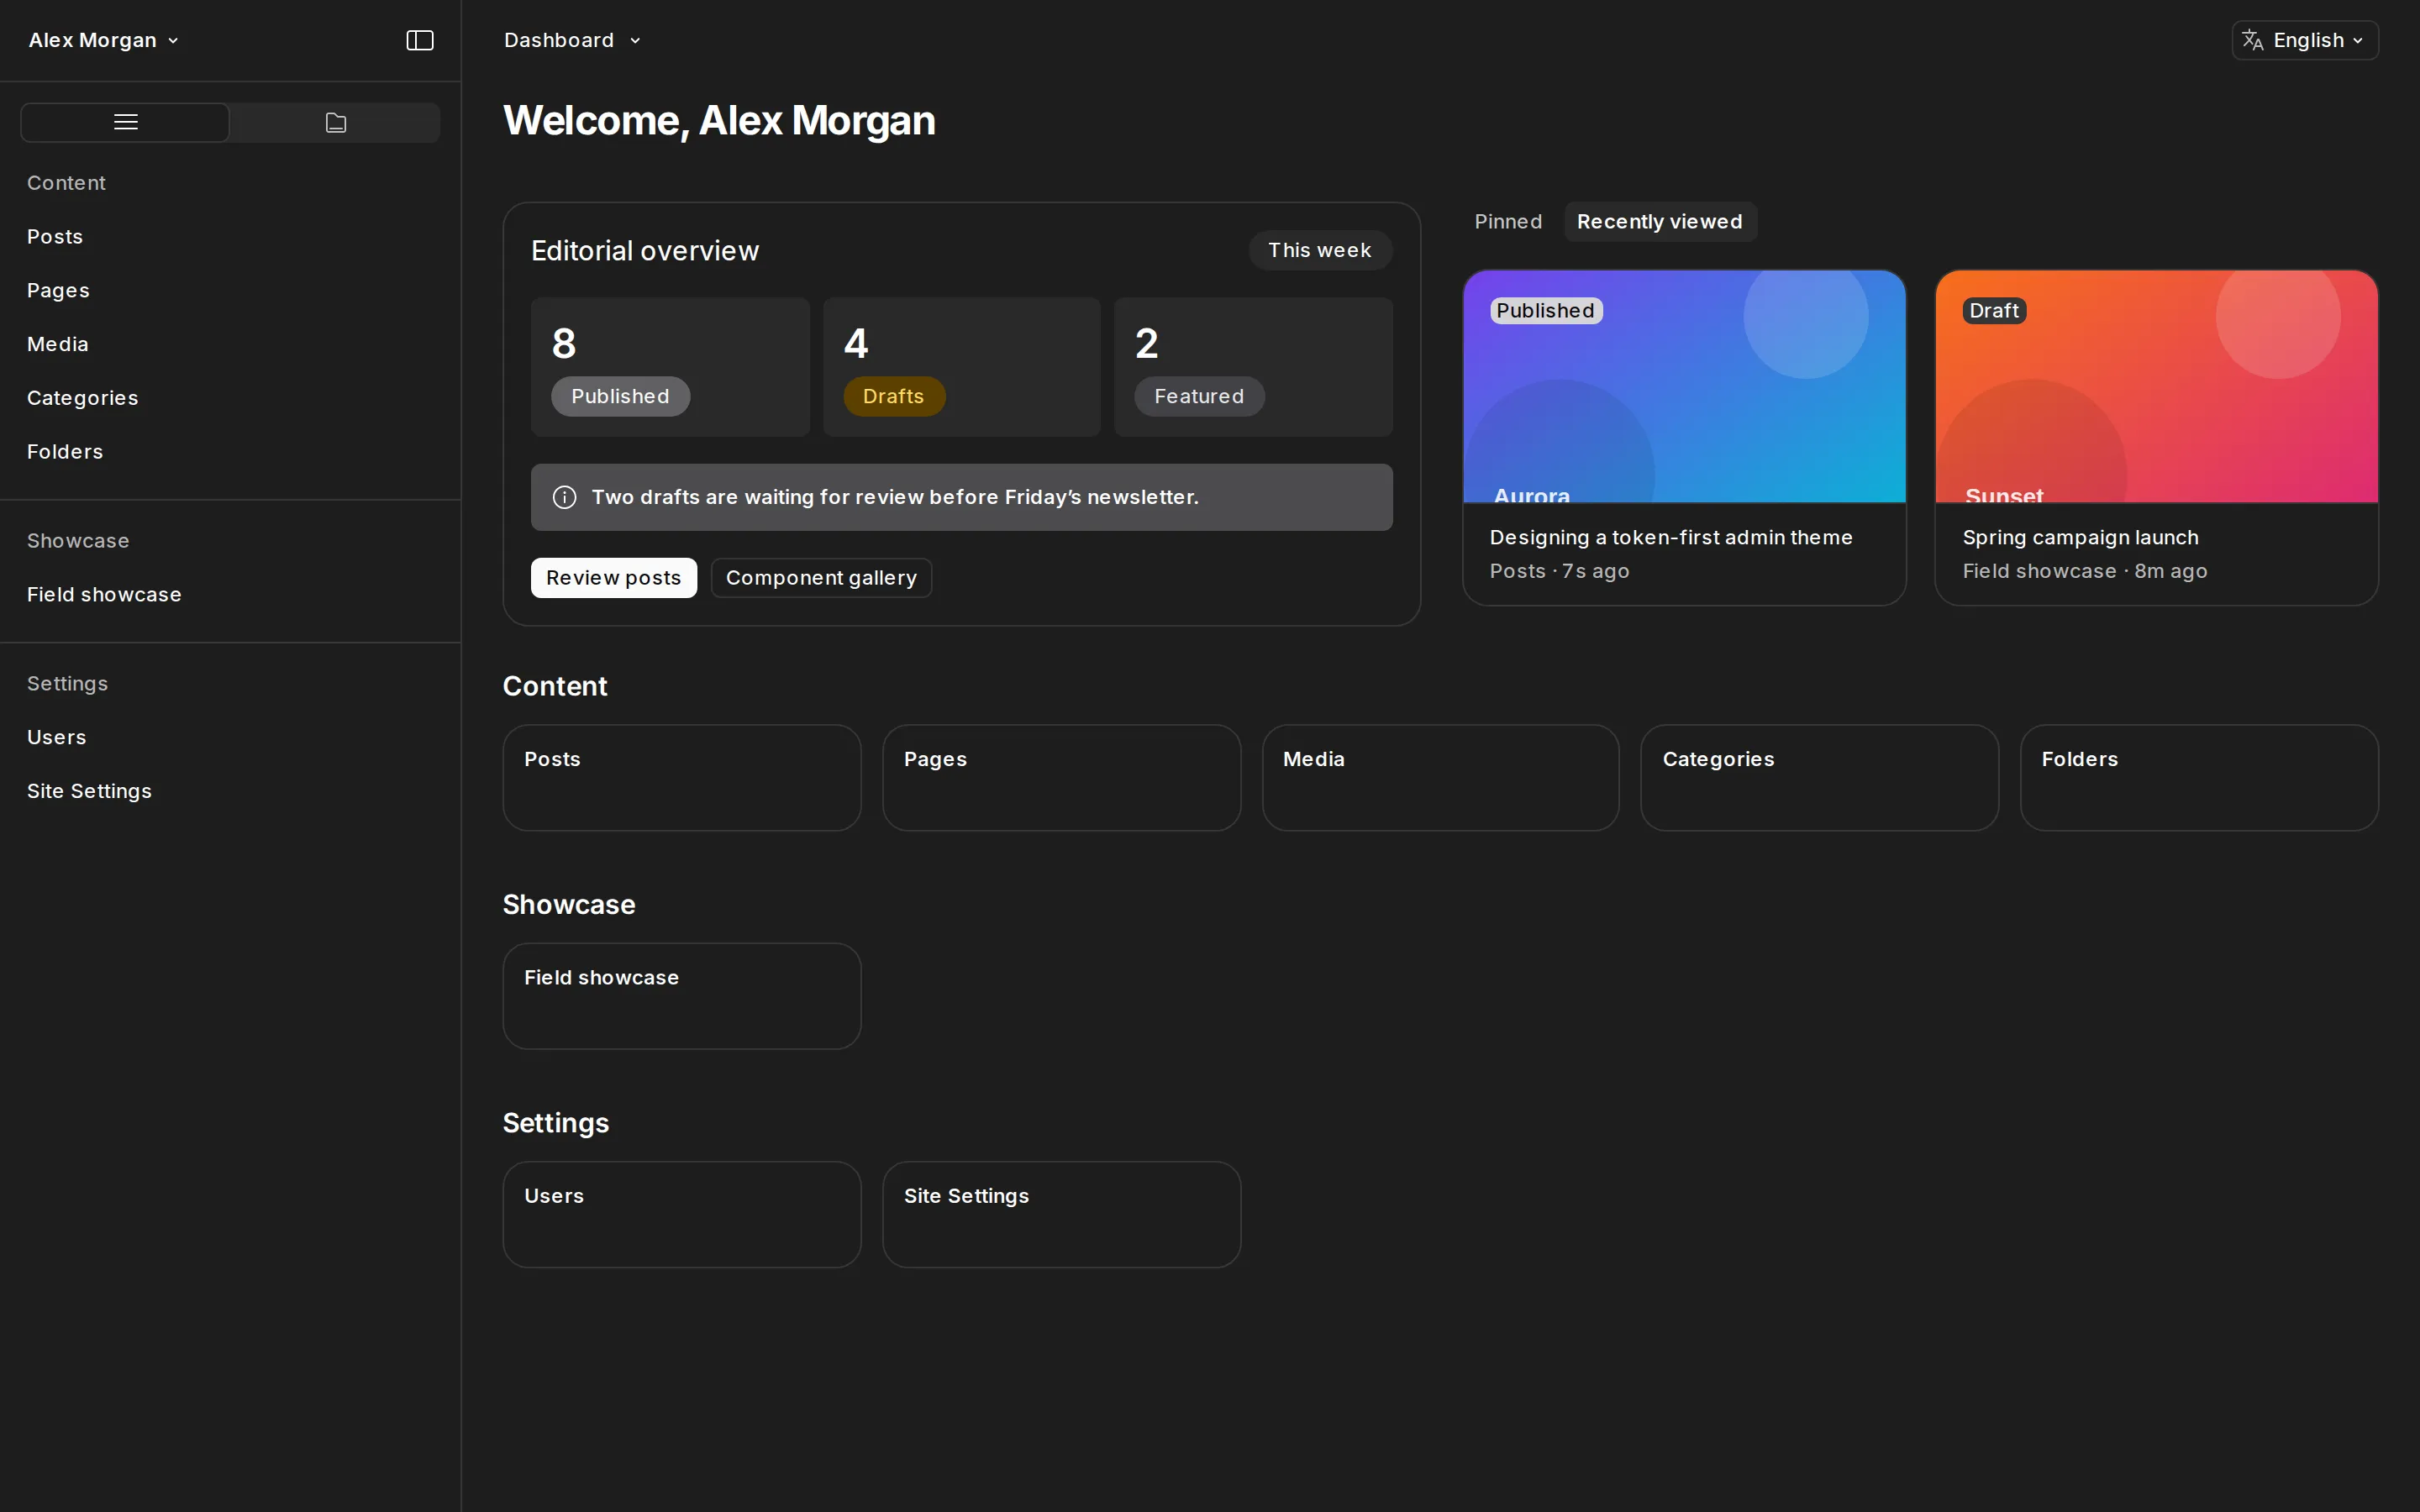 Alex Morgan
Content
Posts
Pages
Media
Categories
Folders
Showcase
Field showcase
Settings
Users
Site Settings
Dashboard
English
Welcome, Alex Morgan
Editorial overview
This week
8
Published
4
Drafts
2
Featured
Two drafts are waiting for review before Friday’s newsletter.
Review posts
Component gallery
Pinned
Recently viewed
Published
Aurora
Designing a token-first admin theme
Posts · 7s ago
Draft
Sunset
Spring campaign launch
Field showcase · 8m ago
Content
Posts
Pages
Media
Categories
Folders
Showcase
Field showcase
Settings
Users
Site Settings